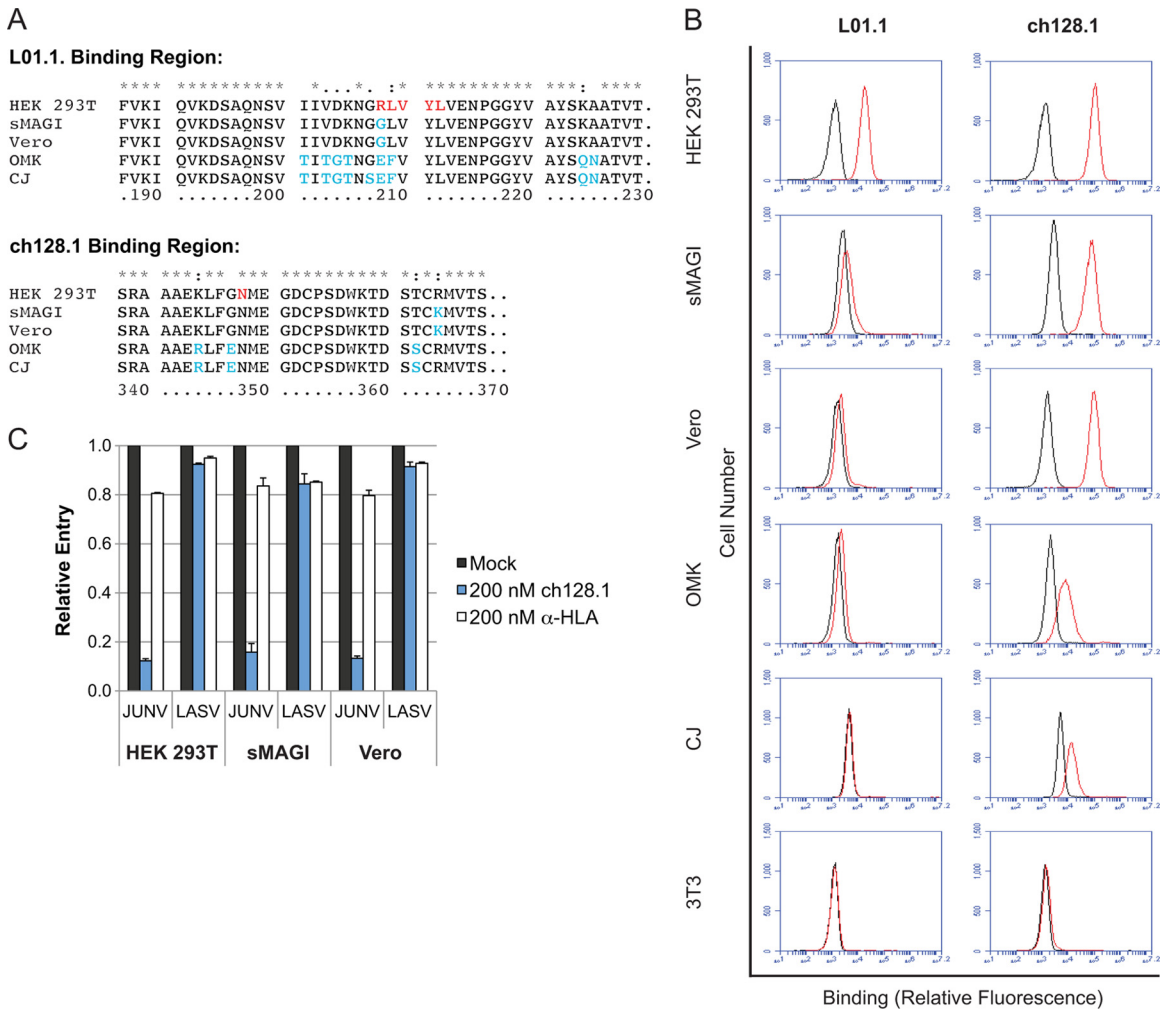 A
L01.1. Binding Region:
**** ************ *...* .:* ************ *** *****
HEK 293T FVKI QVKDSAQNSV IIVDKNGRLV YLVENPGGYV AYSKAATVT.
sMAGI FVKI QVKDSAQNSV IIVDKNGGLV YLVENPGGYV AYSKAATVT.
Vero FVKI QVKDSAQNSV IIVDKNGGLV YLVENPGGYV AYSKAATVT.
OMK FVKI QVKDSAQNSV TITGTNGEFV YLVENPGGYV AYSQNATVT.
CJ FVKI QVKDSAQNSV TITGTNSEFV YLVENPGGYV AYSQNATVT.
.190 .......200 .......210 .......220 .......230
ch128.1 Binding Region:
HEK 293T SRA AAEKLFGNME GDCPSDWKTD STCRMVTS..
sMAGI SRA AAEKLFGNME GDCPSDWKTD STCKMVTS..
Vero SRA AAEKLFGNME GDCPSDWKTD STCKMVTS..
OMK SRA AAERLFENME GDCPSDWKTD SSCRMVTS..
CJ SRA AAERLFENME GDCPSDWKTD SSCRMVTS..
340 .......350 .......360 .......370
B
L01.1 ch128.1
HEK 293T
sMAGI
Vero
OMK
CJ
3T3
Cell Number
Binding (Relative Fluorescence)
C
Relative Entry
1.0
0.8
0.6
0.4
0.2
0.0
JUNV LASV JUNV LASV JUNV LASV
HEK 293T sMAGI Vero
Mock
200 nM ch128.1
200 nM α-HLA